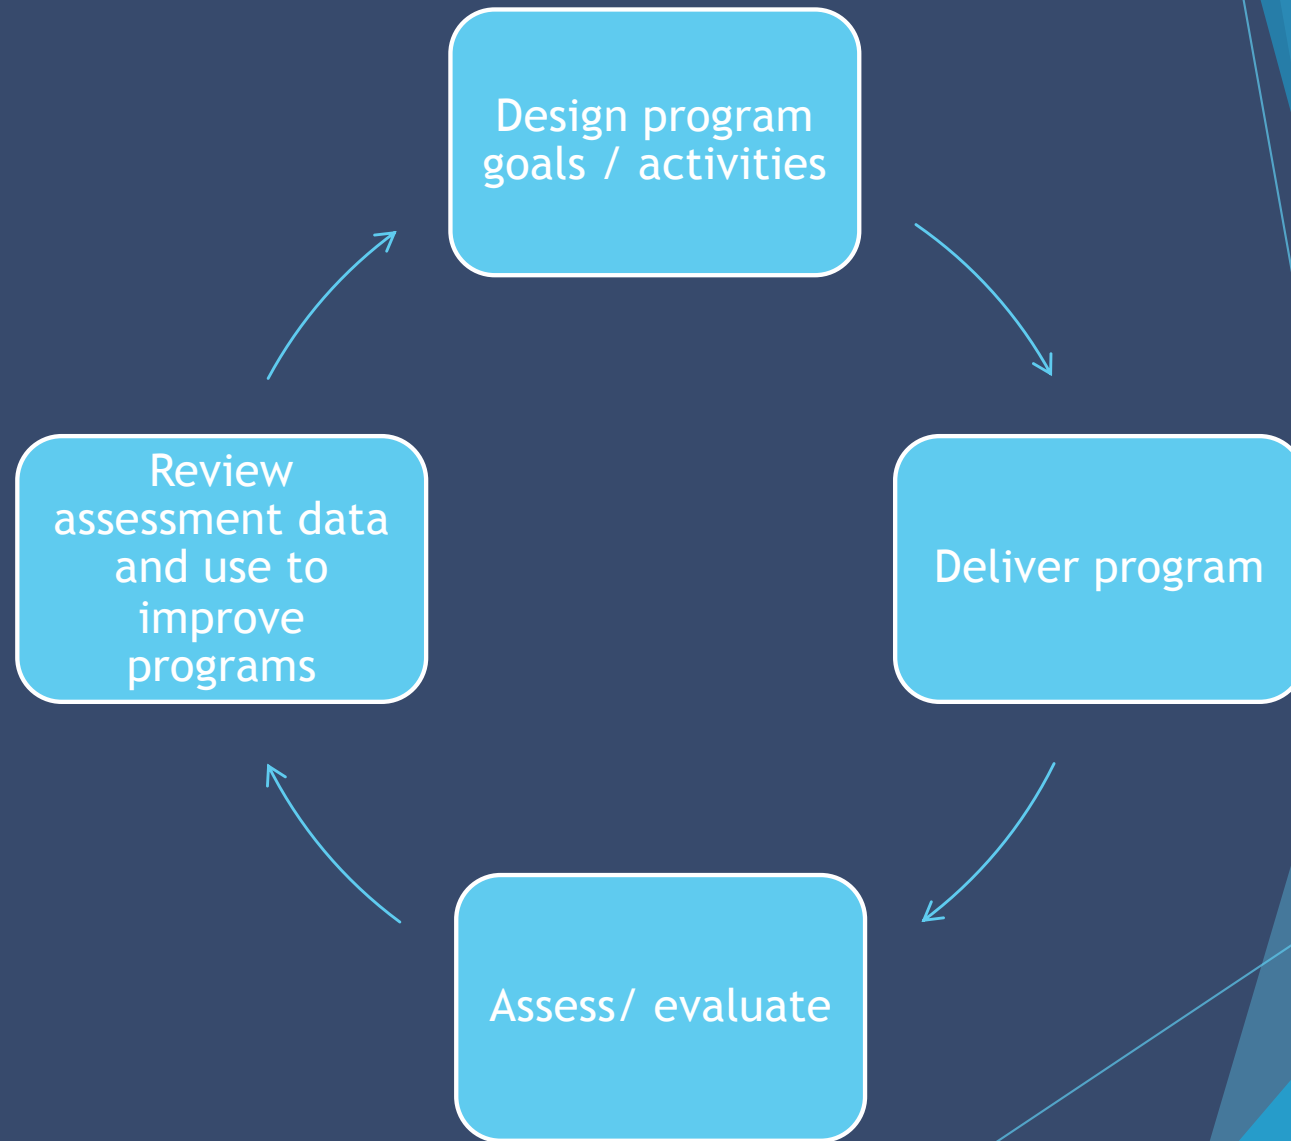 Design program
goals / activities
Deliver program
Assess/ evaluate
Review
assessment data
and use to
improve
programs